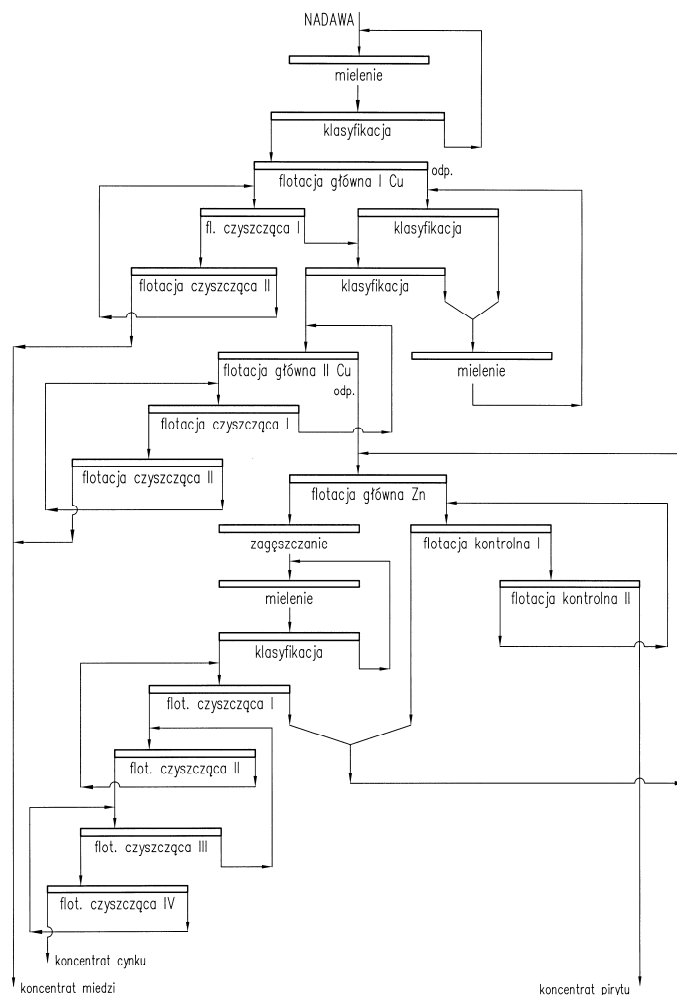 NADAWA
mielenie
klasyfikacja
flotacja główna I Cu
odp.
fl. czyszcząca I
klasyfikacja
flotacja czyszcząca II
klasyfikacja
flotacja główna II Cu
mielenie
odp.
flotacja czyszcząca I
flotacja czyszcząca II
flotacja główna Zn
zagęszczanie
flotacja kontrolna I
mielenie
flotacja kontrolna II
klasyfikacja
flot. czyszcząca I
flot. czyszcząca II
flot. czyszcząca III
flot. czyszcząca IV
koncentrat cynku
koncentrat miedzi
koncentrat pirytu